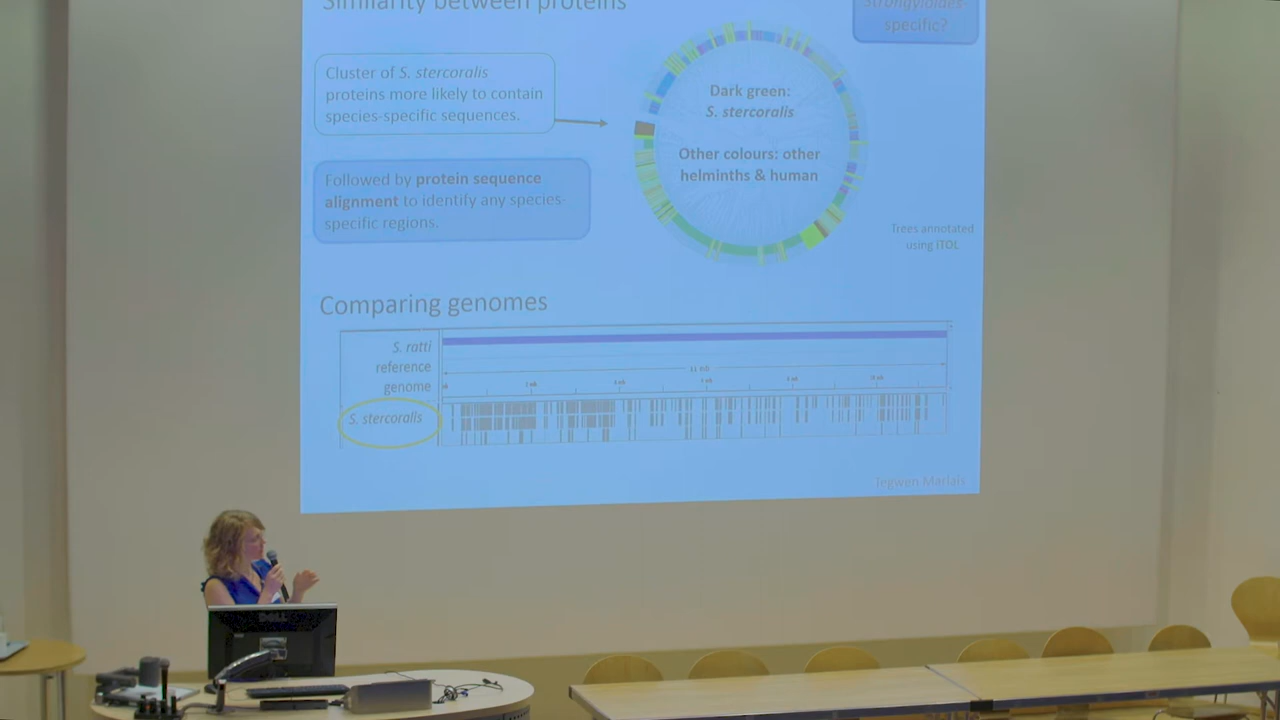 Similarity between proteins
Strongyloides-
specific?
Cluster of S. stercoralis
proteins more likely to contain
species-specific sequences.
Dark green:
S. stercoralis
Other colours: other
helminths & human
Followed by protein sequence
alignment to identify any species-
specific regions.
Trees annotated
using iTOL
Comparing genomes
S. ratti
reference
genome
S. stercoralis
Tegwen Marlais
DELL